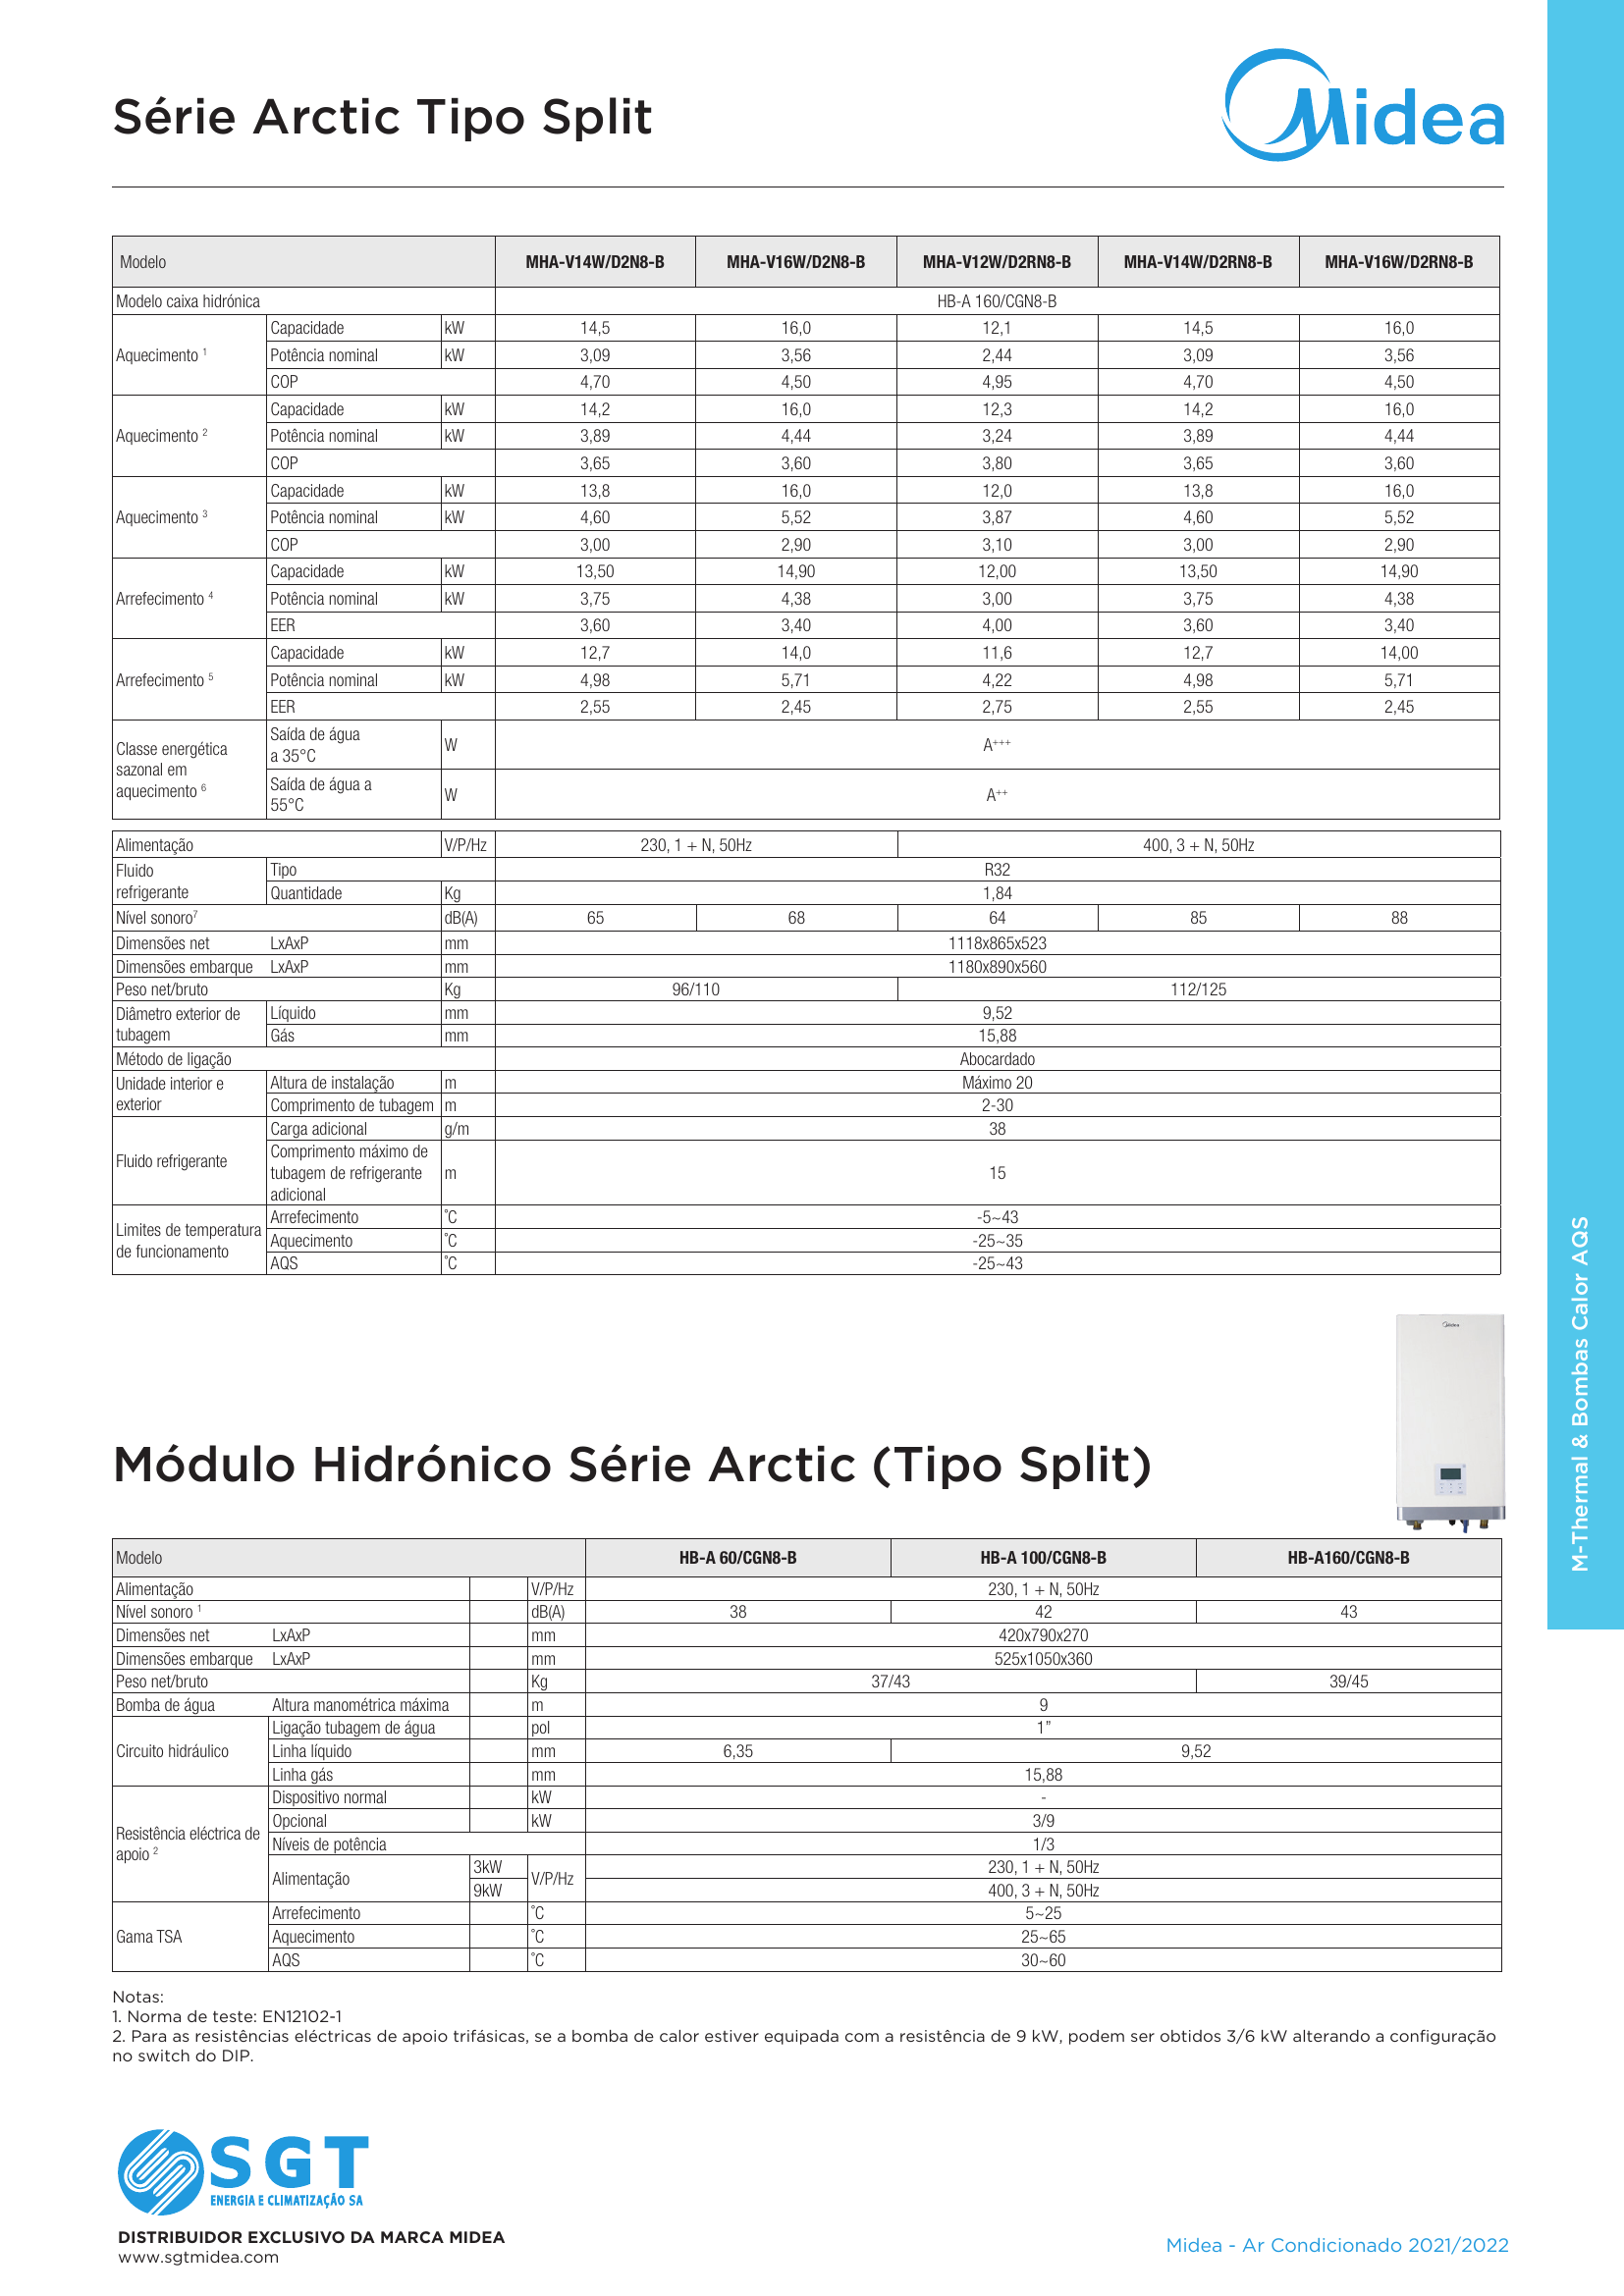 Série Arctic Tipo Split
Midea
Modelo MHA-V14W/D2N8-B MHA-V16W/D2N8-B MHA-V12W/D2RN8-B MHA-V14W/D2RN8-B MHA-V16W/D2RN8-B
Modelo caixa hidrónica HB-A 160/CGN8-B
Aquecimento 1
Capacidade kW 14,5 16,0 12,1 14,5 16,0
Potência nominal kW 3,09 3,56 2,44 3,09 3,56
COP 4,70 4,50 4,95 4,70 4,50
Aquecimento 2
Capacidade kW 14,2 16,0 12,3 14,2 16,0
Potência nominal kW 3,89 4,44 3,24 3,89 4,44
COP 3,65 3,60 3,80 3,65 3,60
Aquecimento 3
Capacidade kW 13,8 16,0 12,0 13,8 16,0
Potência nominal kW 4,60 5,52 3,87 4,60 5,52
COP 3,00 2,90 3,10 3,00 2,90
Arrefecimento 4
Capacidade kW 13,50 14,90 12,00 13,50 14,90
Potência nominal kW 3,75 4,38 3,00 3,75 4,38
EER 3,60 3,40 4,00 3,60 3,40
Arrefecimento 5
Capacidade kW 12,7 14,0 11,6 12,7 14,00
Potência nominal kW 4,98 5,71 4,22 4,98 5,71
EER 2,55 2,45 2,75 2,55 2,45
Classe energética
sazonal em
aquecimento 6
Saída de água
a 35°C W A+++
Saída de água a
55°C W A++
Alimentação V/P/Hz 230, 1 + N, 50Hz 400, 3 + N, 50Hz
Fluido
refrigerante
Tipo R32
Quantidade Kg 1,84
Nível sonoro7 dB(A) 65 68 64 85 88
Dimensões net LxAxP mm 1118x865x523
Dimensões embarque LxAxP mm 1180x890x560
Peso net/bruto Kg 96/110 112/125
Diâmetro exterior de
tubagem
Líquido mm 9,52
Gás mm 15,88
Método de ligação Abocardado
Unidade interior e
exterior
Altura de instalação m Máximo 20
Comprimento de tubagem m 2-30
Fluido refrigerante
Carga adicional g/m 38
Comprimento máximo de
tubagem de refrigerante
adicional m 15
Limites de temperatura
de funcionamento
Arrefecimento ˚C -5~43
Aquecimento ˚C -25~35
AQS ˚C -25~43
M-Thermal & Bombas Calor AQS
Midea
Módulo Hidrónico Série Arctic (Tipo Split)
Modelo HB-A 60/CGN8-B HB-A 100/CGN8-B HB-A160/CGN8-B
Alimentação V/P/Hz 230, 1 + N, 50Hz
Nível sonoro 1 dB(A) 38 42 43
Dimensões net LxAxP mm 420x790x270
Dimensões embarque LxAxP mm 525x1050x360
Peso net/bruto Kg 37/43 39/45
Bomba de água Altura manométrica máxima m 9
Circuito hidráulico
Ligação tubagem de água pol 1”
Linha líquido mm 6,35 9,52
Linha gás mm 15,88
Resistência eléctrica de
apoio 2
Dispositivo normal kW -
Opcional kW 3/9
Níveis de potência 1/3
Alimentação V/P/Hz
3kW 230, 1 + N, 50Hz
9kW 400, 3 + N, 50Hz
Gama TSA
Arrefecimento ˚C 5~25
Aquecimento ˚C 25~65
AQS ˚C 30~60
Notas:
1. Norma de teste: EN12102-1
2. Para as resistências eléctricas de apoio trifásicas, se a bomba de calor estiver equipada com a resistência de 9 kW, podem ser obtidos 3/6 kW alterando a configuração
no switch do DIP.
SGT
ENERGIA E CLIMATIZAÇÃO SA
DISTRIBUIDOR EXCLUSIVO DA MARCA MIDEA
www.sgtmidea.com
Midea - Ar Condicionado 2021/2022